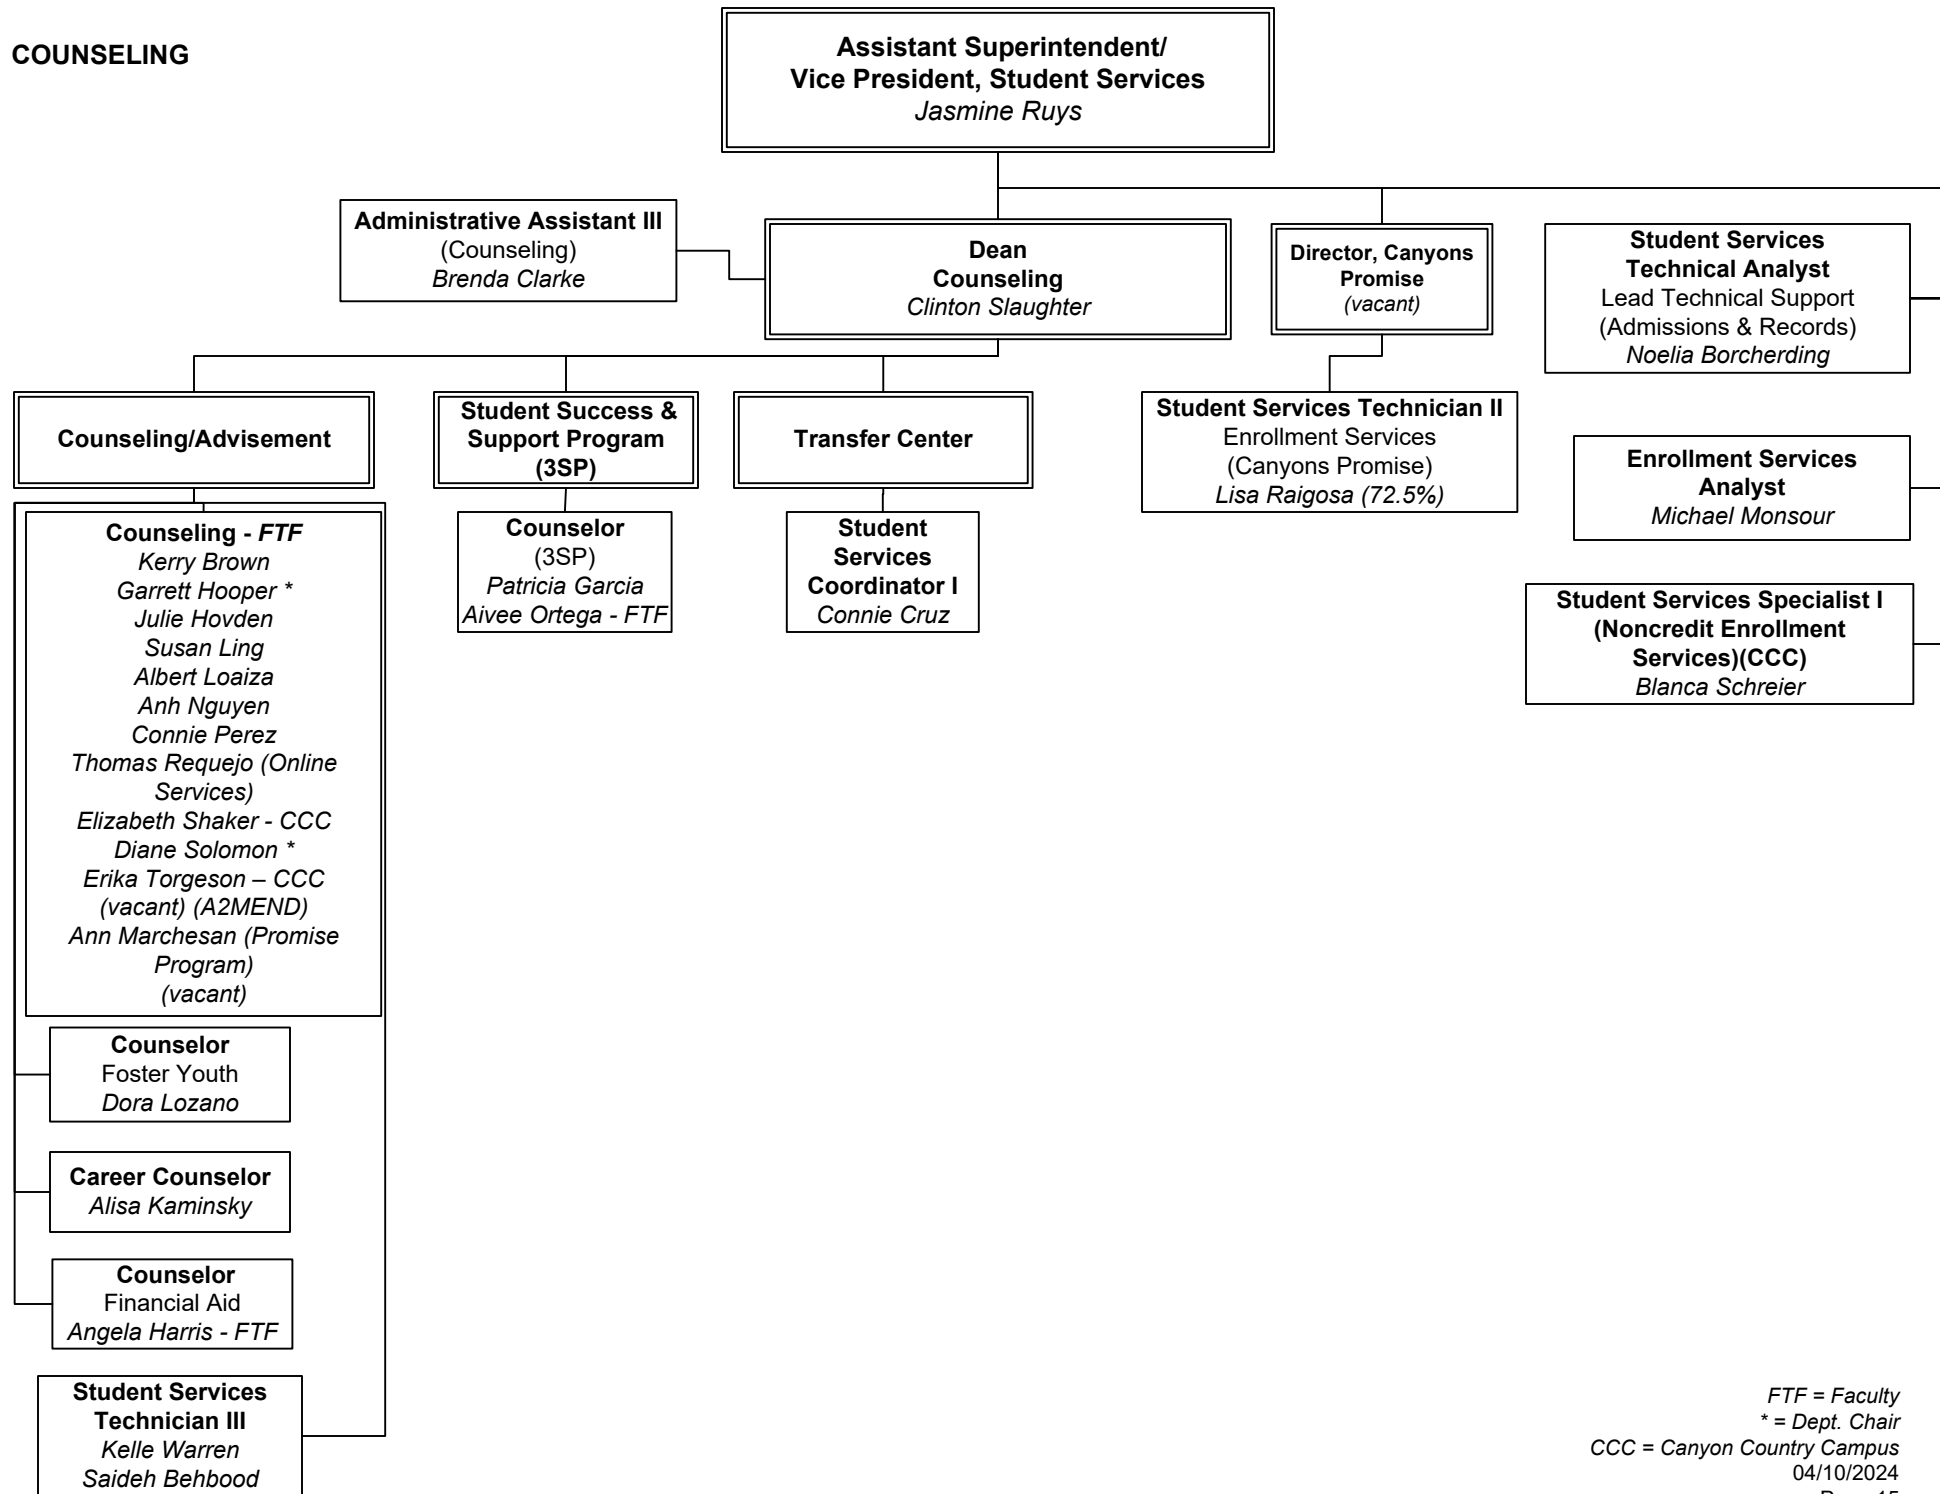 COUNSELING
Assistant Superintendent/
Vice President, Student Services
Jasmine Ruys
Administrative Assistant III
(Counseling)
Brenda Clarke
Dean
Counseling
Clinton Slaughter
Director, Canyons
Promise
(vacant)
Student Services
Technical Analyst
Lead Technical Support
(Admissions & Records)
Noelia Borcherding
Counseling/Advisement
Student Success &
Support Program
(3SP)
Transfer Center
Student Services Technician II
Enrollment Services
(Canyons Promise)
Lisa Raigosa (72.5%)
Enrollment Services
Analyst
Michael Monsour
Counseling - FTF
Kerry Brown
Garrett Hooper *
Julie Hovden
Susan Ling
Albert Loaiza
Anh Nguyen
Connie Perez
Thomas Requejo (Online
Services)
Elizabeth Shaker - CCC
Diane Solomon *
Erika Torgeson – CCC
(vacant) (A2MEND)
Ann Marchesan (Promise
Program)
(vacant)
Counselor
(3SP)
Patricia Garcia
Aivee Ortega - FTF
Student
Services
Coordinator I
Connie Cruz
Student Services Specialist I
(Noncredit Enrollment
Services)(CCC)
Blanca Schreier
Counselor
Foster Youth
Dora Lozano
Career Counselor
Alisa Kaminsky
Counselor
Financial Aid
Angela Harris - FTF
Student Services
Technician III
Kelle Warren
Saideh Behbood
FTF = Faculty
* = Dept. Chair
CCC = Canyon Country Campus
04/10/2024